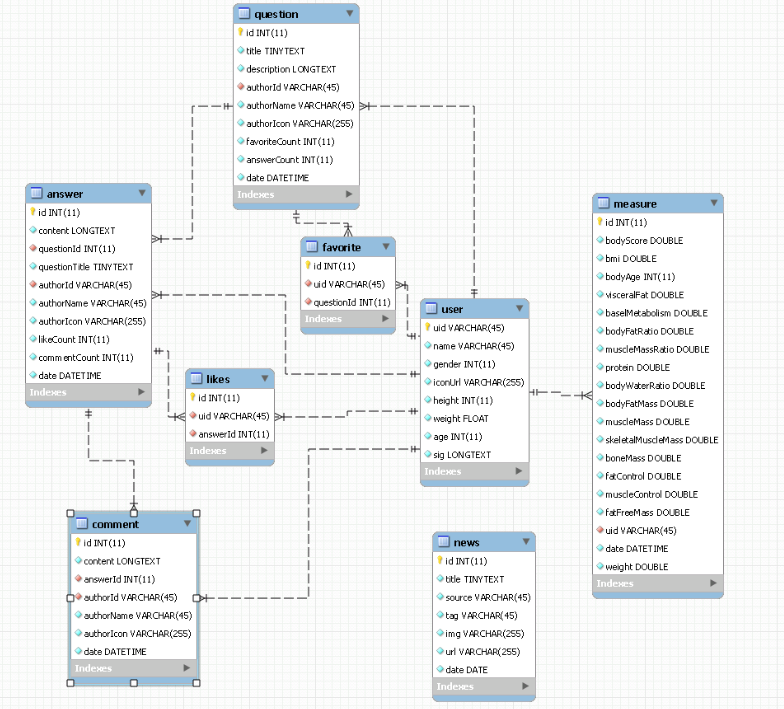 question
id INT(11)
title TINYTEXT
description LONGTEXT
authorId VARCHAR(45)
authorName VARCHAR(45)
authorIcon VARCHAR(255)
favoriteCount INT(11)
answerCount INT(11)
date DATETIME
Indexes
answer
id INT(11)
content LONGTEXT
questionId INT(11)
questionTitle TINYTEXT
authorId VARCHAR(45)
authorName VARCHAR(45)
authorIcon VARCHAR(255)
likeCount INT(11)
commentCount INT(11)
date DATETIME
Indexes
favorite
id INT(11)
uid VARCHAR(45)
questionId INT(11)
Indexes
measure
id INT(11)
bodyScore DOUBLE
bmi DOUBLE
bodyAge INT(11)
visceralFat DOUBLE
baselMetabolism DOUBLE
bodyFatRatio DOUBLE
muscleMassRatio DOUBLE
protein DOUBLE
bodyWaterRatio DOUBLE
bodyFatMass DOUBLE
muscleMass DOUBLE
skeletalMuscleMass DOUBLE
boneMass DOUBLE
fatControl DOUBLE
muscleControl DOUBLE
fatFreeMass DOUBLE
uid VARCHAR(45)
date DATETIME
weight DOUBLE
Indexes
user
uid VARCHAR(45)
name VARCHAR(45)
gender INT(11)
iconUrl VARCHAR(255)
height INT(11)
weight FLOAT
age INT(11)
sig LONGTEXT
Indexes
likes
id INT(11)
uid VARCHAR(45)
answerId INT(11)
Indexes
comment
id INT(11)
content LONGTEXT
answerId INT(11)
authorId VARCHAR(45)
authorName VARCHAR(45)
authorIcon VARCHAR(255)
date DATETIME
Indexes
news
id INT(11)
title TINYTEXT
source VARCHAR(45)
tag VARCHAR(45)
img VARCHAR(255)
url VARCHAR(255)
date DATE
Indexes